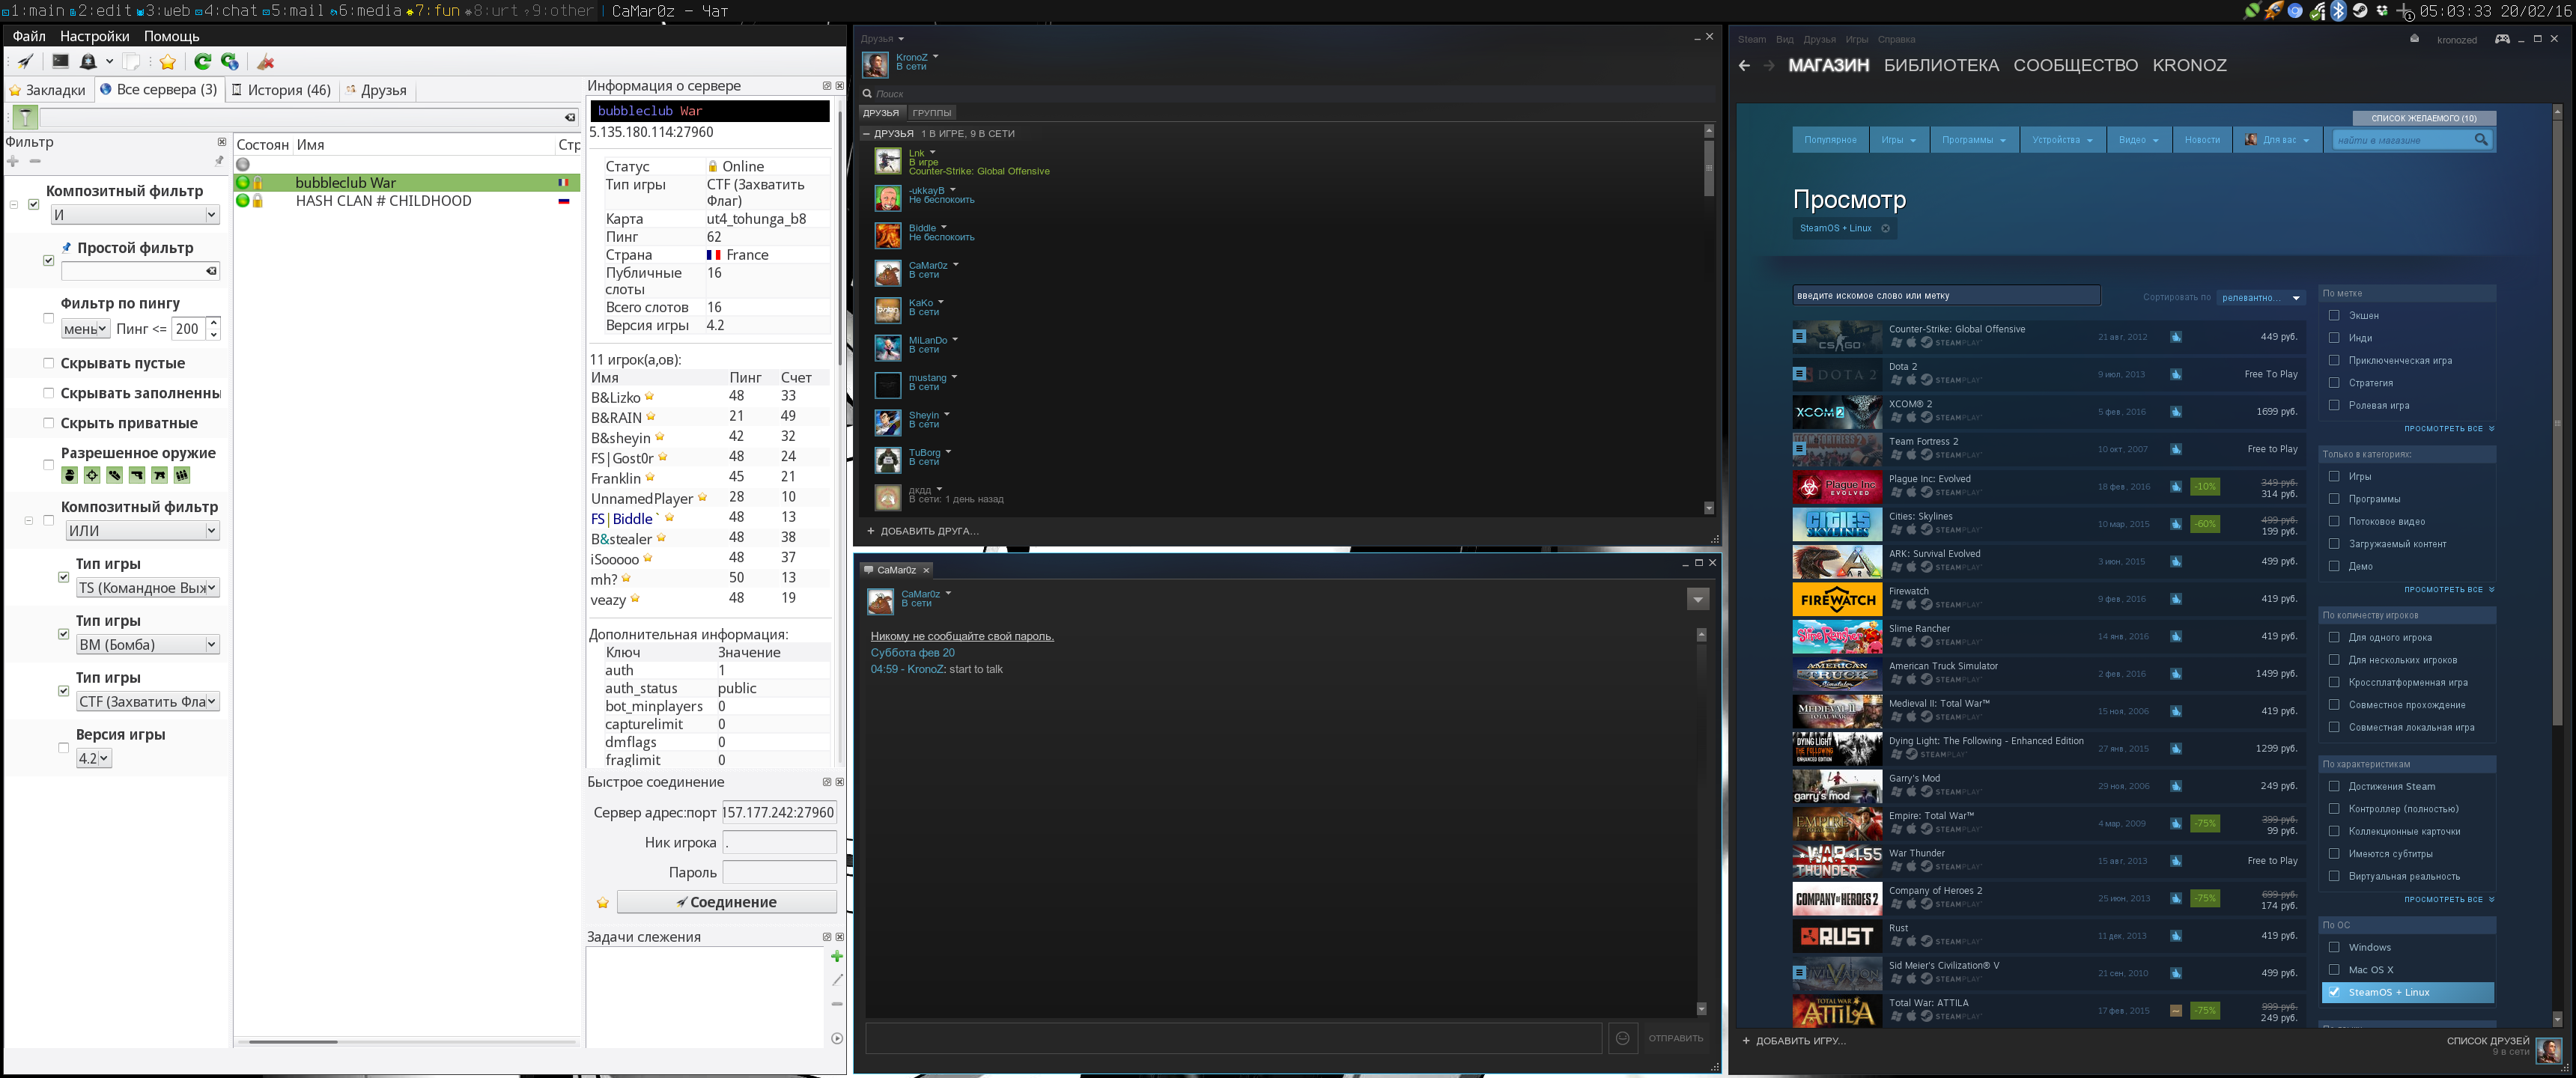 1:main 2:edit 3:web 4:chat 5:mail 6:media 7:fun 8:urt 9:other CaMar0z - Чат
05:03:33 20/02/16
Файл Настройки Помощь
Закладки Все сервера (3) История (46) Друзья
Фильтр
Композитный фильтр
И
Простой фильтр
Фильтр по пингу
мень Пинг <= 200
Скрывать пустые
Скрывать заполненны
Скрыть приватные
Разрешенное оружие
Композитный фильтр
ИЛИ
Тип игры
TS (Командное Выж
Тип игры
BM (Бомба)
Тип игры
CTF (Захватить Фла
Версия игры
4.2
Состоян Имя Стр
bubbleclub War
HASH CLAN # CHILDHOOD
Информация о сервере
bubbleclub War
5.135.180.114:27960
Статус Online
Тип игры CTF (Захватить Флаг)
Карта ut4_tohunga_b8
Пинг 62
Страна France
Публичные слоты 16
Всего слотов 16
Версия игры 4.2
11 игрок(а,ов):
Имя Пинг Счет
B&Lizko 48 33
B&RAIN 21 49
B&sheyin 42 32
FS|Gost0r 48 24
Franklin 45 21
UnnamedPlayer 28 10
FS|Biddle` 48 13
B&stealer 48 38
iSooooo 48 37
mh? 50 13
veazy 48 19
Дополнительная информация:
Ключ Значение
auth 1
auth_status public
bot_minplayers 0
capturelimit 0
dmflags 0
fraglimit 0
Быстрое соединение
Сервер адрес:порт 157.177.242:27960
Ник игрока .
Пароль
Соединение
Задачи слежения
Друзья
KronoZ
В сети
Поиск
ДРУЗЬЯ ГРУППЫ
ДРУЗЬЯ 1 В ИГРЕ, 9 В СЕТИ
Lnk
В игре
Counter-Strike: Global Offensive
-ukkayB
Не беспокоить
Biddle
Не беспокоить
CaMar0z
В сети
KaKo
В сети
MiLanDo
В сети
mustang
В сети
Sheyin
В сети
TuBorg
В сети
дкдд
В сети: 1 день назад
+ ДОБАВИТЬ ДРУГА...
CaMar0z
CaMar0z
В сети
Никому не сообщайте свой пароль.
Суббота фев 20
04:59 - KronoZ: start to talk
ОТПРАВИТЬ
Steam Вид Друзья Игры Справка
kronozed
МАГАЗИН БИБЛИОТЕКА СООБЩЕСТВО KRONOZ
СПИСОК ЖЕЛАЕМОГО (10)
Популярное Игры Программы Устройства Видео Новости Для вас найти в магазине
Просмотр
SteamOS + Linux
введите искомое слово или метку
Сортировать по релевантно...
Counter-Strike: Global Offensive 21 авг, 2012 449 руб.
STEAMPLAY
Dota 2 9 июл, 2013 Free To Play
STEAMPLAY
XCOM® 2 5 фев, 2016 1699 руб.
STEAMPLAY
Team Fortress 2 10 окт, 2007 Free to Play
STEAMPLAY
Plague Inc: Evolved 18 фев, 2016 -10% 349 руб. 314 руб.
STEAMPLAY
Cities: Skylines 10 мар, 2015 -60% 499 руб. 199 руб.
STEAMPLAY
ARK: Survival Evolved 3 июн, 2015 499 руб.
STEAMPLAY
Firewatch 9 фев, 2016 419 руб.
STEAMPLAY
Slime Rancher 14 янв, 2016 419 руб.
STEAMPLAY
American Truck Simulator 2 фев, 2016 1499 руб.
STEAMPLAY
Medieval II: Total War™ 15 ноя, 2006 419 руб.
STEAMPLAY
Dying Light: The Following - Enhanced Edition 27 янв, 2015 1299 руб.
STEAMPLAY
Garry's Mod 29 ноя, 2006 249 руб.
STEAMPLAY
Empire: Total War™ 4 мар, 2009 -75% 399 руб. 99 руб.
STEAMPLAY
War Thunder 15 авг, 2013 Free to Play
STEAMPLAY
Company of Heroes 2 25 июн, 2013 -75% 699 руб. 174 руб.
STEAMPLAY
Rust 11 дек, 2013 419 руб.
STEAMPLAY
Sid Meier's Civilization® V 21 сен, 2010 499 руб.
STEAMPLAY
Total War: ATTILA 17 фев, 2015 -75% 999 руб. 249 руб.
STEAMPLAY
По метке
Экшен
Инди
Приключенческая игра
Стратегия
Ролевая игра
ПРОСМОТРЕТЬ ВСЕ
Только в категориях:
Игры
Программы
Потоковое видео
Загружаемый контент
Демо
ПРОСМОТРЕТЬ ВСЕ
По количеству игроков
Для одного игрока
Для нескольких игроков
Кроссплатформенная игра
Совместное прохождение
Совместная локальная игра
По характеристикам
Достижения Steam
Контроллер (полностью)
Коллекционные карточки
Имеются субтитры
Виртуальная реальность
ПРОСМОТРЕТЬ ВСЕ
По ОС
Windows
Mac OS X
SteamOS + Linux
+ ДОБАВИТЬ ИГРУ...
СПИСОК ДРУЗЕЙ
9 в сети